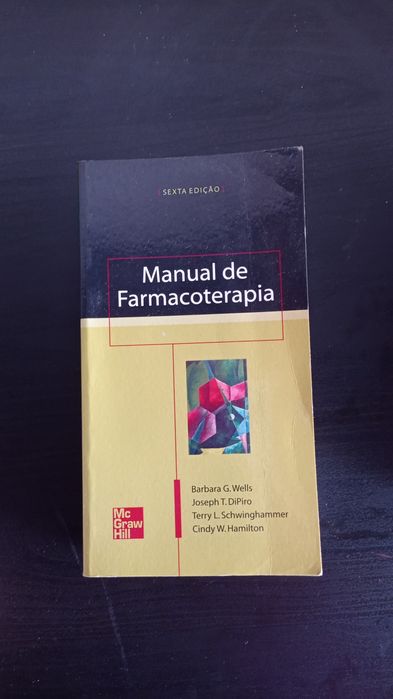 [ SEXTA EDIÇÃO ]
Manual de
Farmacoterapia
Barbara G. Wells
Joseph T. DiPiro
Terry L. Schwinghammer
Cindy W. Hamilton
Mc
Graw
Hill